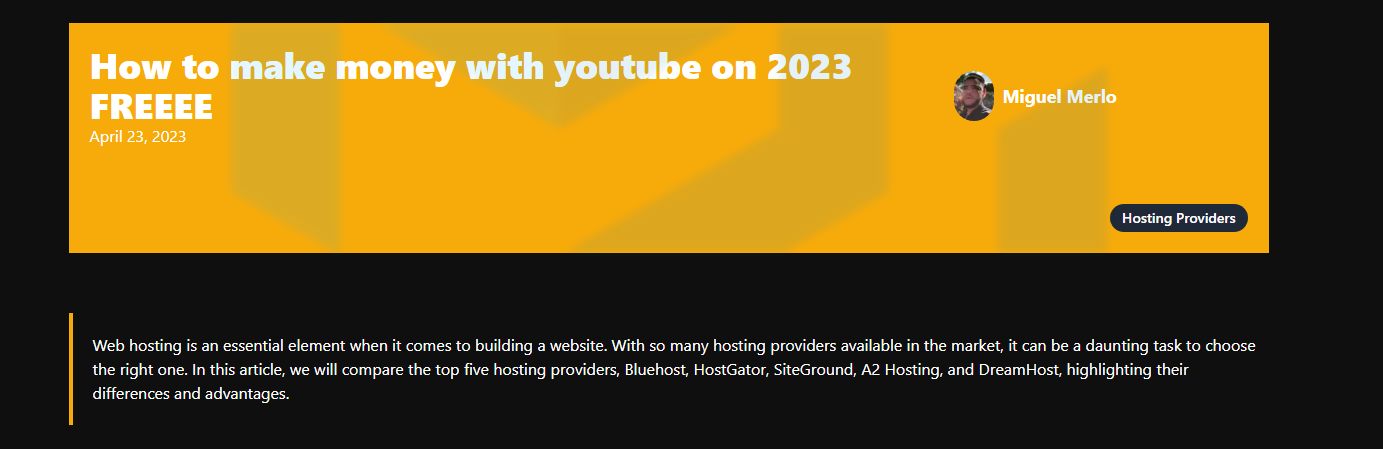 How to make money with youtube on 2023
FREEEE
April 23, 2023
Miguel Merlo
Hosting Providers
Web hosting is an essential element when it comes to building a website. With so many hosting providers available in the market, it can be a daunting task to choose
the right one. In this article, we will compare the top five hosting providers, Bluehost, HostGator, SiteGround, A2 Hosting, and DreamHost, highlighting their
differences and advantages.